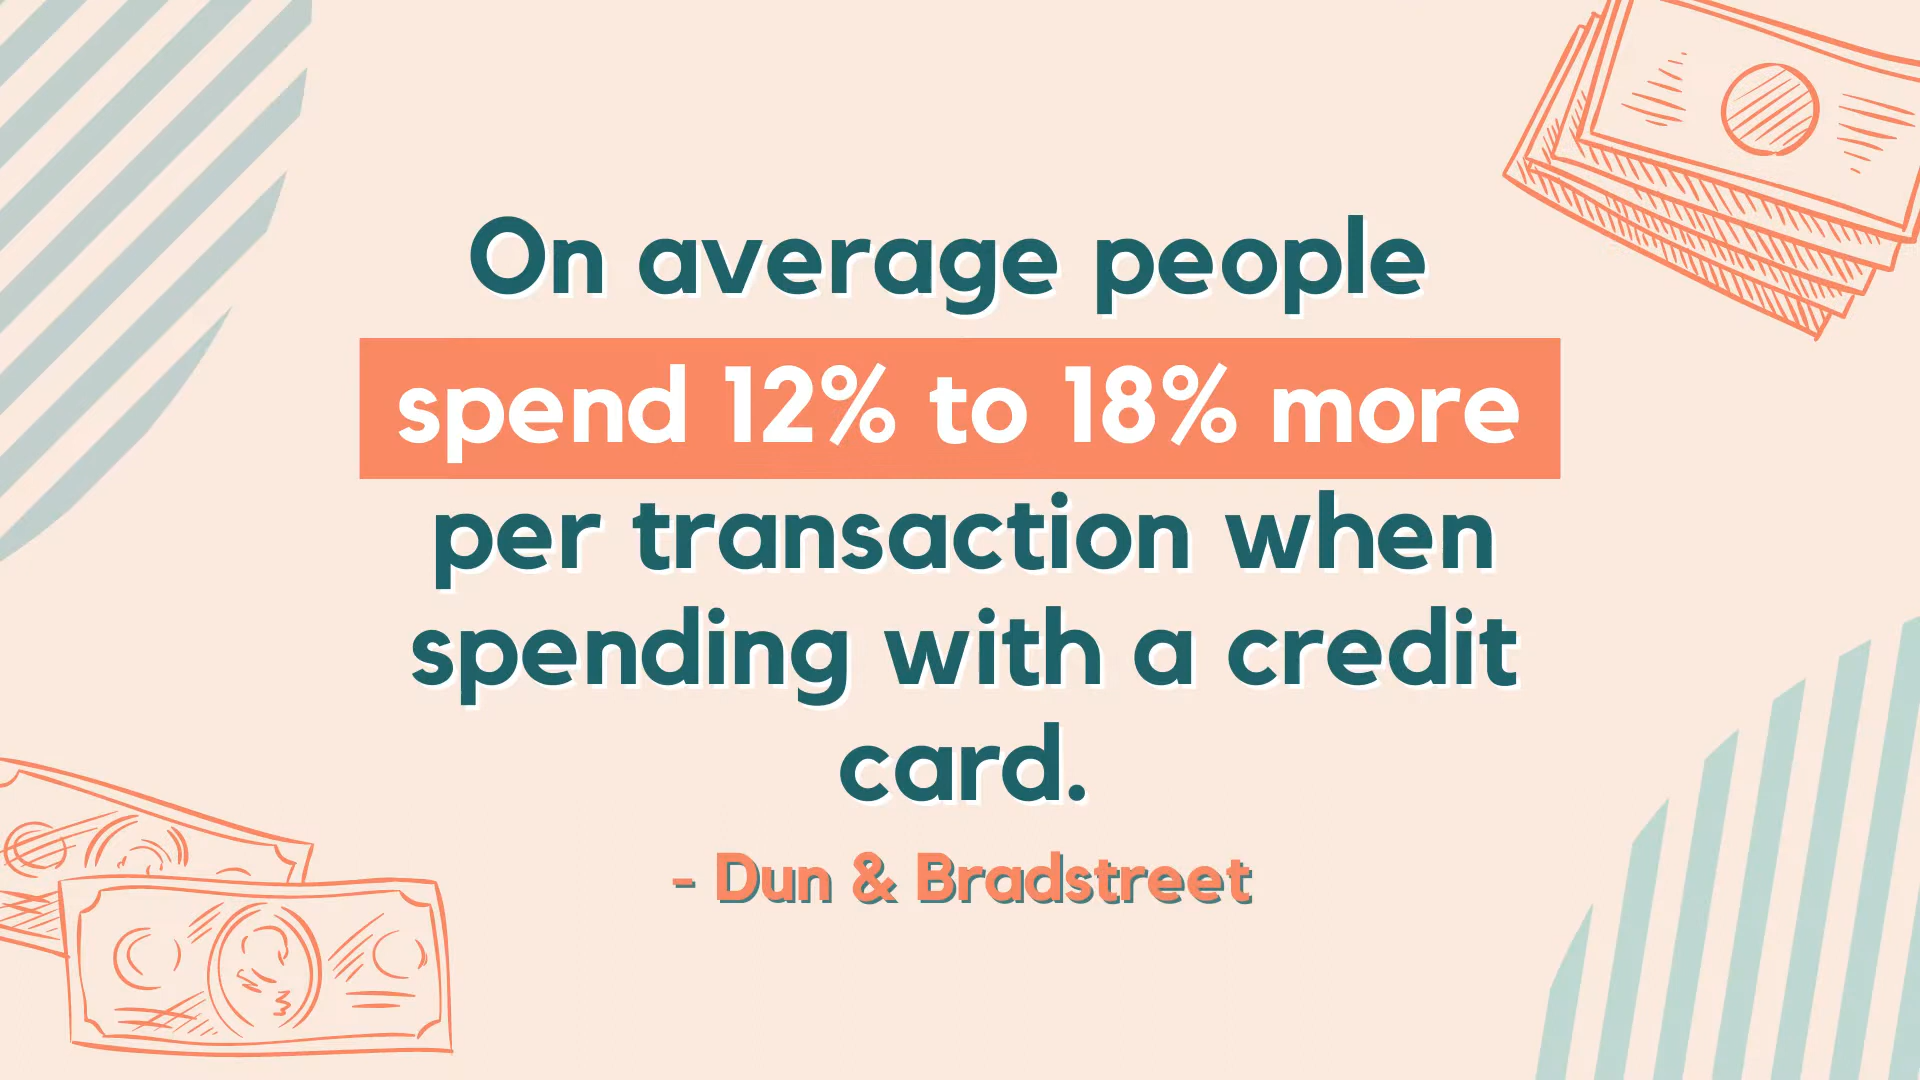 On average people
spend 12% to 18% more
per transaction when
spending with a credit
card.
- Dun & Bradstreet